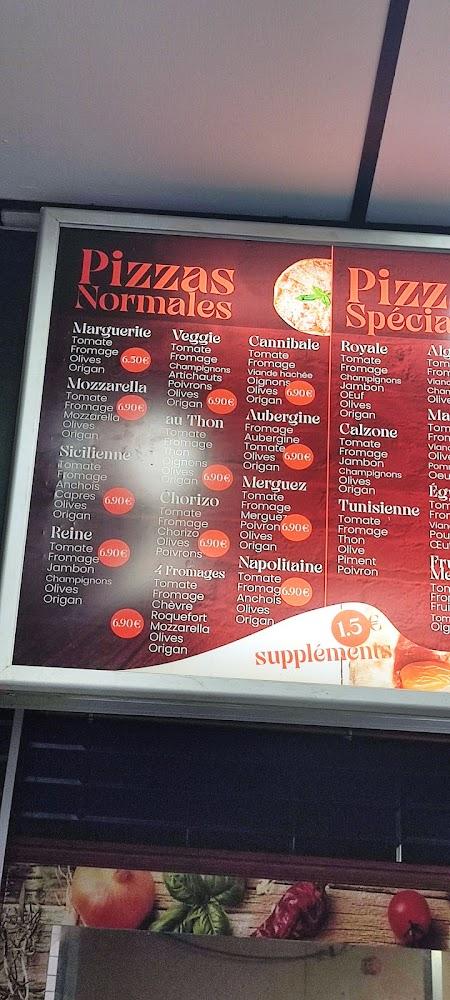 Pizzas
Normales
Marguerite
Tomate
Fromage
Olives
Origan
6.50€
Mozzarella
Tomate
Fromage
Mozzarella
Olives
Origan
6.90€
Sicilienne
Tomate
Fromage
Anchois
Capres
Olives
Origan
6.90€
Reine
Tomate
Fromage
Jambon
Champignons
Olives
Origan
6.90€
6.90€
Veggie
Tomate
Fromage
Champignons
Artichauts
Poivrons
Olives
Origan
6.90€
au Thon
Tomate
Fromage
Thon
Oignons
Olives
Origan
6.90€
Chorizo
Tomate
Fromage
Chorizo
Olives
Poivrons
6.90€
4 Fromages
Tomate
Fromage
Chèvre
Roquefort
Mozzarella
Olives
Origan
Cannibale
Tomate
Fromage
Viande hachée
Oignons
Olives
Origan
6.90€
Aubergine
Fromage
Aubergine
Tomate
Olives
Origan
6.90€
Merguez
Tomate
Fromage
Merguez
Poivron
Olives
Origan
6.90€
Napolitaine
Tomate
Fromage
Anchois
Olives
Origan
6.90€
Pizz
Spécia
Royale
Tomate
Fromage
Champignons
Jambon
OEuf
Olives
Origan
Calzone
Tomate
Fromage
Jambon
Champignons
Olives
Origan
Tunisienne
Tomate
Fromage
Thon
Olive
Piment
Poivron
1.5 €
suppléments